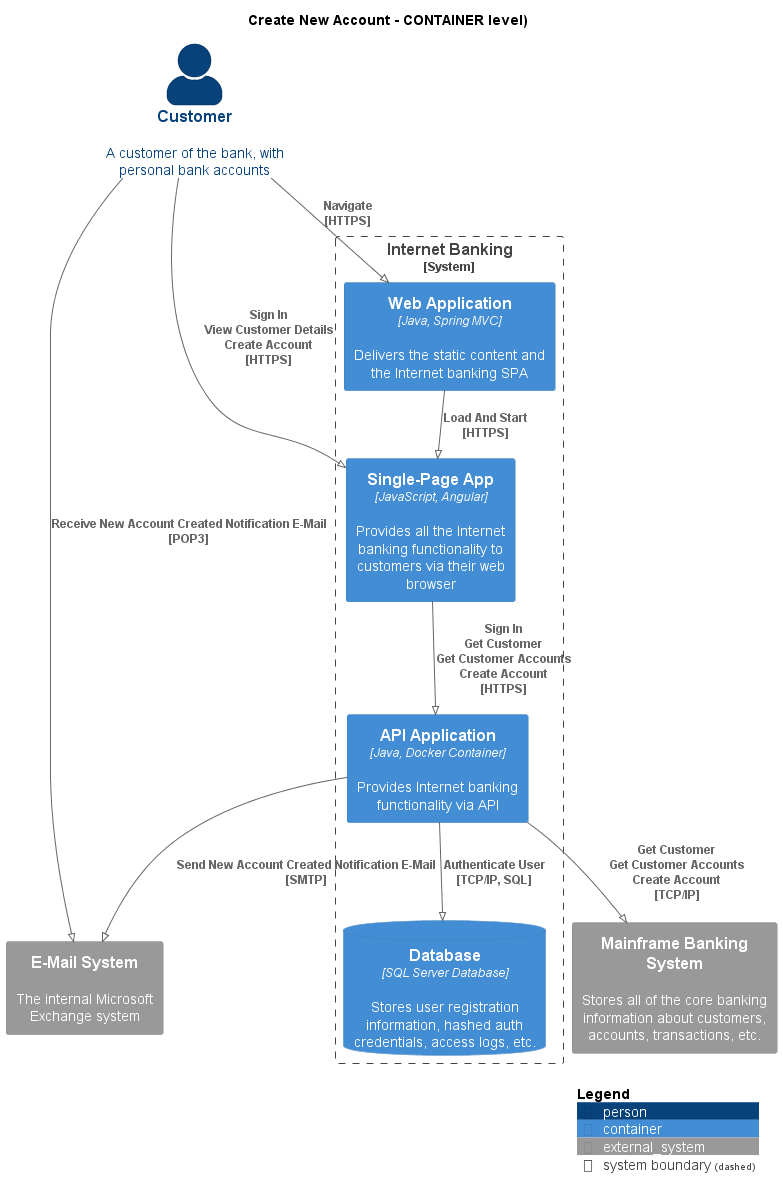 Create New Account - CONTAINER level)
Customer
A customer of the bank, with
personal bank accounts
Navigate
[HTTPS]
Internet Banking
[System]
Web Application
[Java, Spring MVC]
Delivers the static content and
the Internet banking SPA
Sign In
View Customer Details
Create Account
[HTTPS]
Load And Start
[HTTPS]
Single-Page App
[JavaScript, Angular]
Provides all the Internet
banking functionality to
customers via their web
browser
Receive New Account Created Notification E-Mail
[POP3]
Sign In
Get Customer
Get Customer Accounts
Create Account
[HTTPS]
API Application
[Java, Docker Container]
Provides Internet banking
functionality via API
Send New Account Created Notification E-Mail
[SMTP]
Authenticate User
[TCP/IP, SQL]
Get Customer
Get Customer Accounts
Create Account
[TCP/IP]
E-Mail System
The internal Microsoft
Exchange system
Database
[SQL Server Database]
Stores user registration
information, hashed auth
credentials, access logs, etc.
Mainframe Banking
System
Stores all of the core banking
information about customers,
accounts, transactions, etc.
Legend
person
container
external_system
system boundary (dashed)